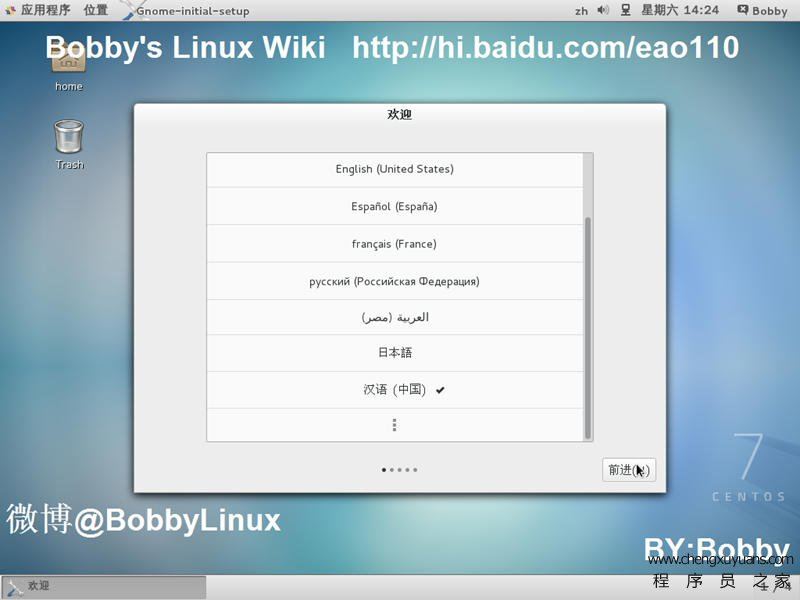 应用程序 位置 Gnome-initial-setup zh 星期六 14:24 Bobby
Bobby's Linux Wiki http://hi.baidu.com/eao110
home
Trash
欢迎
English (United States)
Español (España)
français (France)
русский (Российская Федерация)
العربية (مصر)
日本語
汉语 (中国)
前进
7
CENTOS
微博@BobbyLinux
BY:Bobby
www.chengxuyuans.com
程序员之家
欢迎